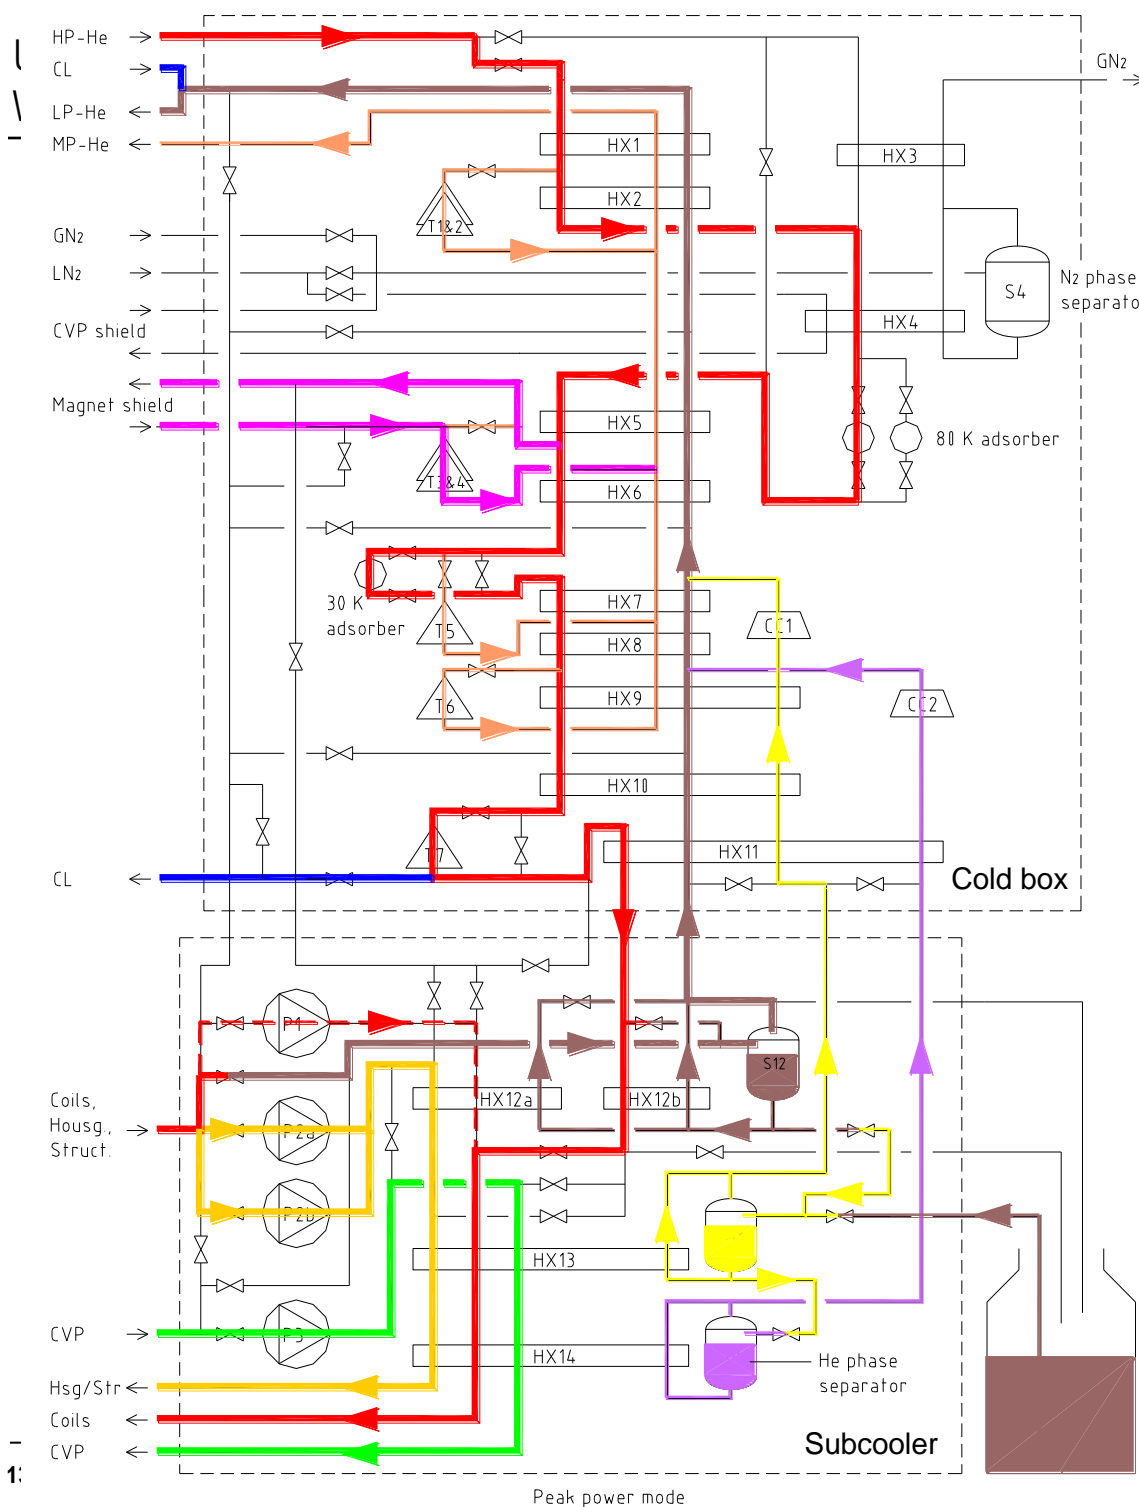 HP-He
CL
GN2
LP-He
MP-He
HX1
HX3
HX2
T1&2
GN2
LN2
N2 phase
S4
separato
CVP shield
HX4
Magnet shield
HX5
80 K adsorber
T3&4
HX6
30 K
adsorber
HX7
T5
CC1
HX8
HX9
T6
CC2
HX10
T7
HX11
CL
Cold box
P1
S12
Coils,
Housg.,
Struct.
HX12a
HX12b
P2a
P2b
HX13
CVP
P3
HX14
He phase
separator
Hsg/Str
Coils
CVP
Subcooler
Peak power mode